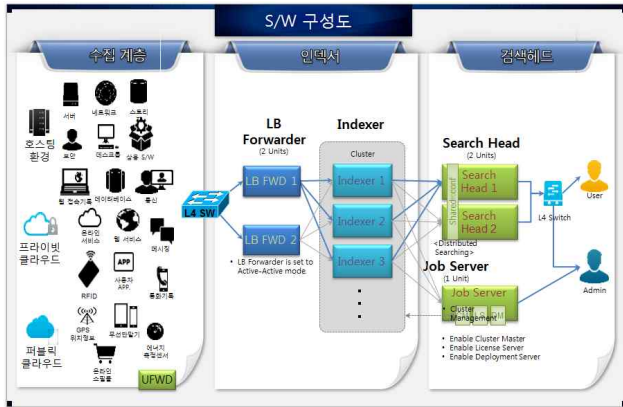 S/W 구성도
수집 계층
인덱서
검색헤드
서버
네트워크
스토리
호스팅
환경
보안
데스크톱
상용 S/W
웹 접속기록
데이터베이스
통신
프라이빗
클라우드
온라인
서비스
웹 서비스
메시징
RFID
APP
사용자
APP.
통화기록
퍼블릭
클라우드
GPS
위치정보
무선단말기
에너지
측정센서
온라인
쇼핑몰
UFWD
L4 SW
LB
Forwarder
(2 Units)
LB FWD 1
LB FWD 2
• LB Forwarder is set to
Active-Active mode.
Indexer
Cluster
Indexer 1
Indexer 2
Indexer 3
Search Head
(2 Units)
Search
Head 1
Search
Head 2
Shared conf
<Distributed
Searching>
L4 Switch
User
Admin
Job Server
(1 Unit)
Job Server
• Cluster
Management
• Enable Cluster Master
• Enable License Server
• Enable Deployment Server